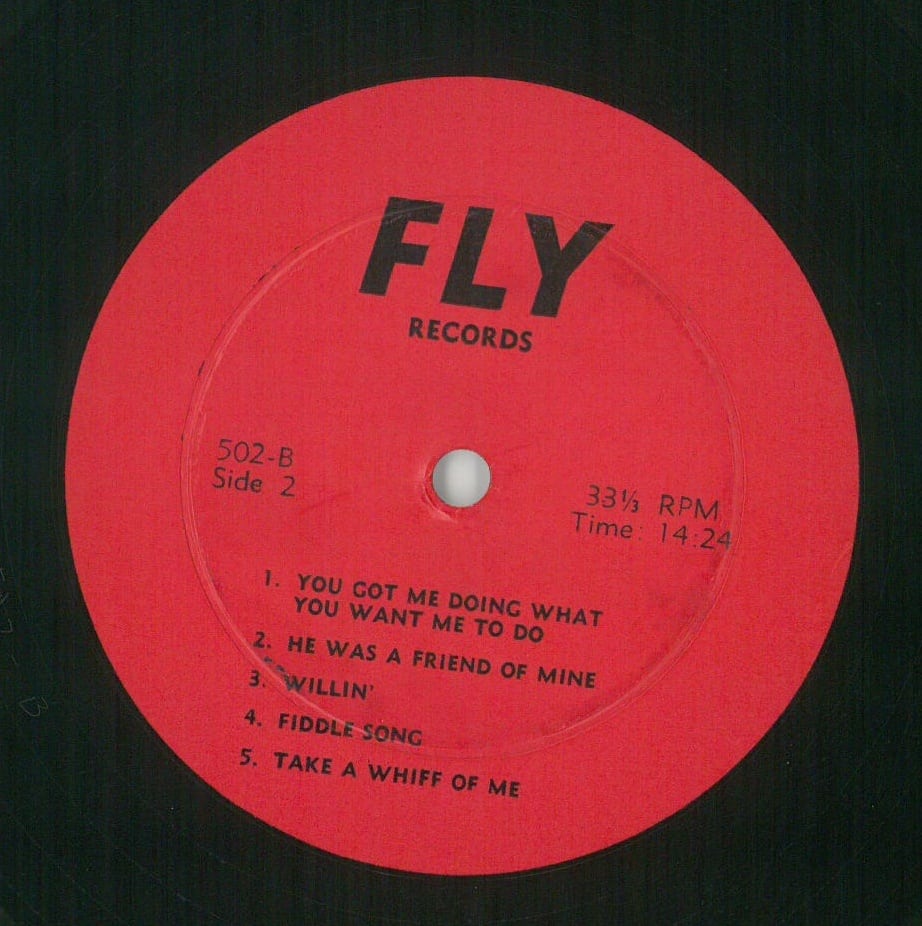 FLY
RECORDS
502-B
Side 2
33⅓ RPM
Time: 14:24
1. YOU GOT ME DOING WHAT
YOU WANT ME TO DO
2. HE WAS A FRIEND OF MINE
3. WILLIN'
4. FIDDLE SONG
5. TAKE A WHIFF OF ME